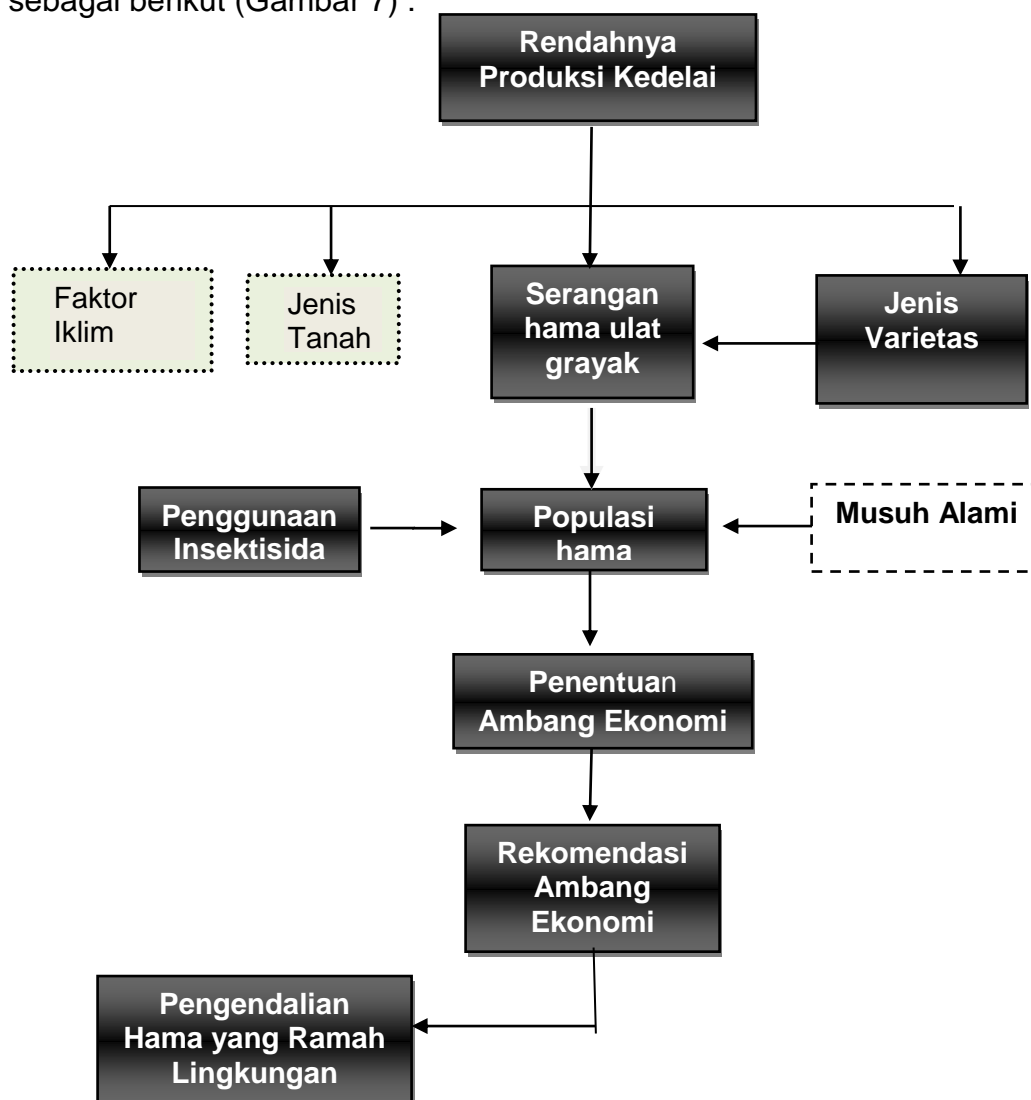 sebagai berikut (Gambar 7) :
Rendahnya
Produksi Kedelai
Faktor
Iklim
Jenis
Tanah
Serangan
hama ulat
grayak
Jenis
Varietas
Penggunaan
Insektisida
Populasi
hama
Musuh Alami
Penentuan
Ambang Ekonomi
Rekomendasi
Ambang
Ekonomi
Pengendalian
Hama yang Ramah
Lingkungan